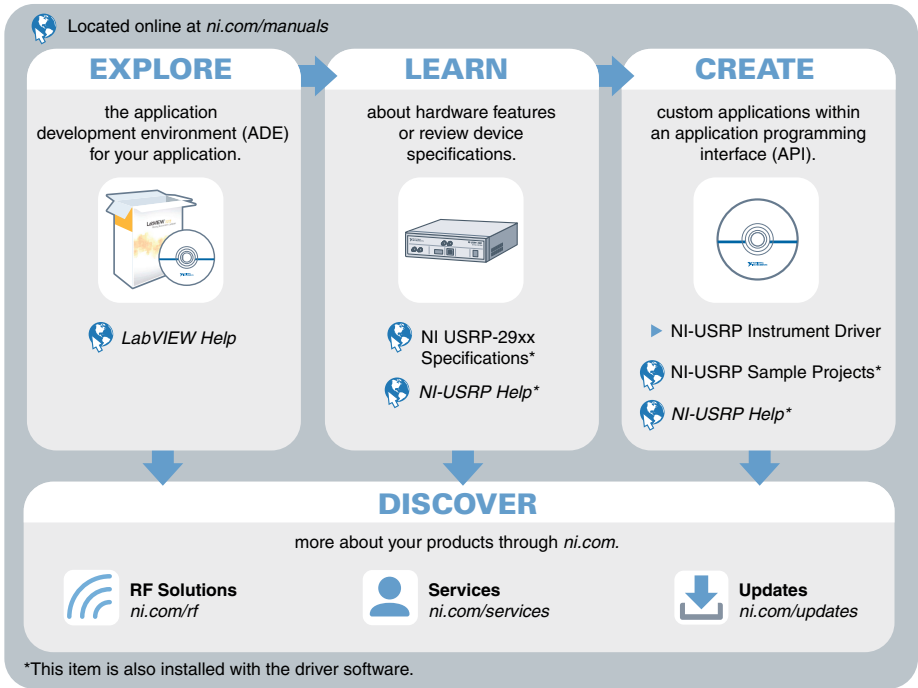 Located online at ni.com/manuals
EXPLORE
the application
development environment (ADE)
for your application.
LabVIEW
LabVIEW Help
LEARN
about hardware features
or review device
specifications.
NI USRP-29xx
Specifications*
NI-USRP Help*
CREATE
custom applications within
an application programming
interface (API).
NI-USRP Instrument Driver
NI-USRP Sample Projects*
NI-USRP Help*
DISCOVER
more about your products through ni.com.
RF Solutions
ni.com/rf
Services
ni.com/services
Updates
ni.com/updates
*This item is also installed with the driver software.